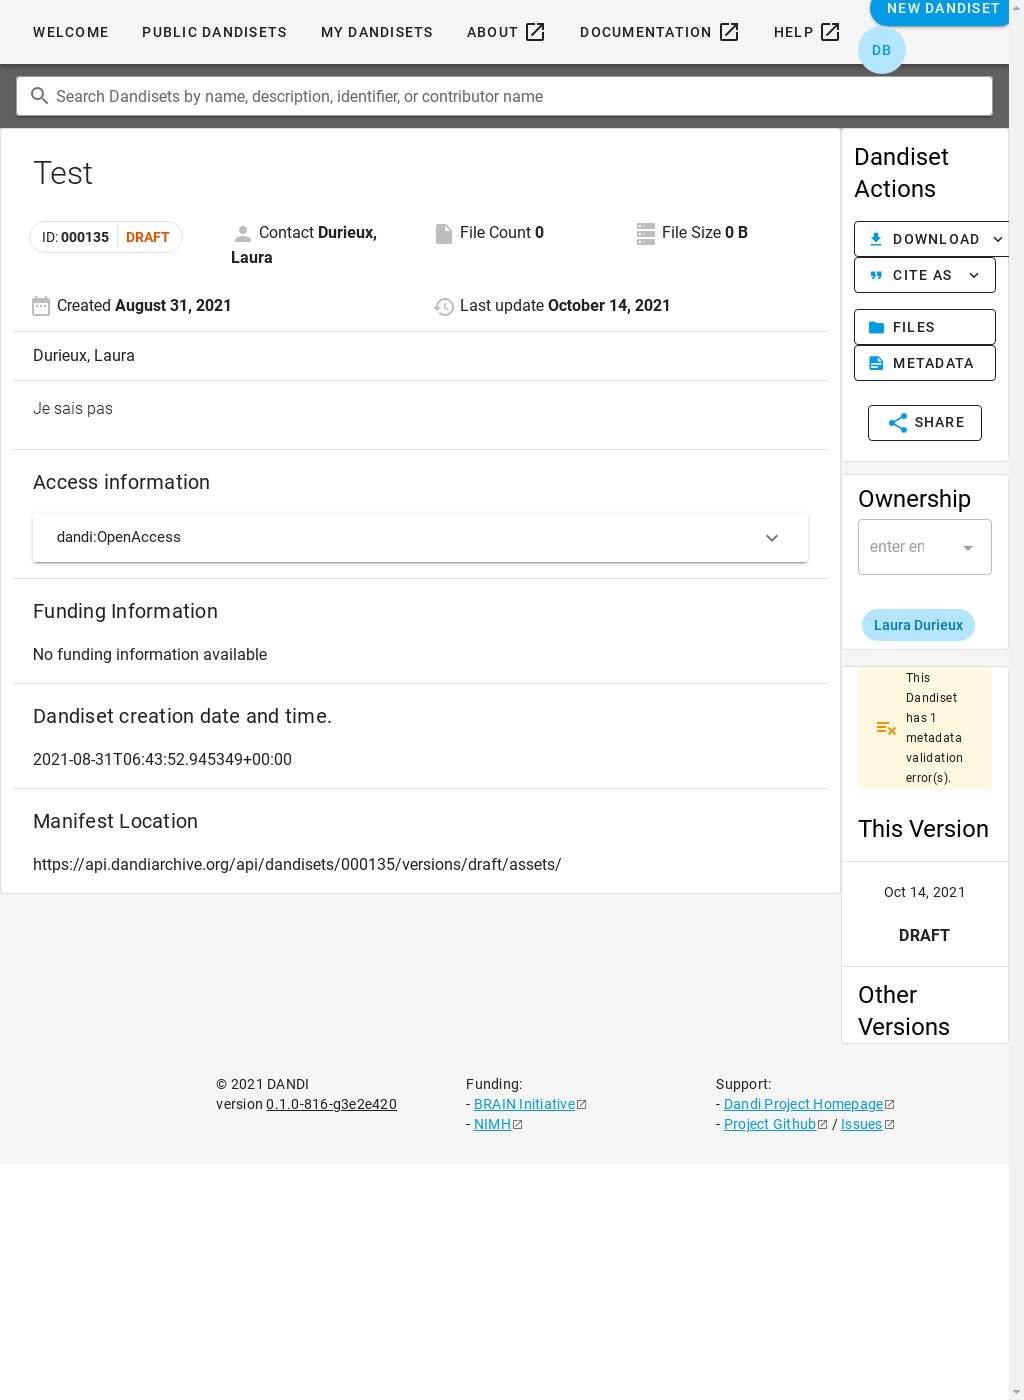 WELCOME PUBLIC DANDISETS MY DANDISETS ABOUT DOCUMENTATION HELP NEW DANDISET
DB
Search Dandisets by name, description, identifier, or contributor name
Test
ID: 000135 DRAFT
Contact Durieux, Laura
File Count 0
File Size 0 B
Created August 31, 2021
Last update October 14, 2021
Durieux, Laura
Je sais pas
Access information
dandi:OpenAccess
Funding Information
No funding information available
Dandiset creation date and time.
2021-08-31T06:43:52.945349+00:00
Manifest Location
https://api.dandiarchive.org/api/dandisets/000135/versions/draft/assets/
Dandiset
Actions
DOWNLOAD
CITE AS
FILES
METADATA
SHARE
Ownership
enter en
Laura Durieux
This
Dandiset
has 1
metadata
validation
error(s).
This Version
Oct 14, 2021
DRAFT
Other
Versions
© 2021 DANDI
version 0.1.0-816-g3e2e420
Funding:
- BRAIN Initiative
- NIMH
Support:
- Dandi Project Homepage
- Project Github / Issues